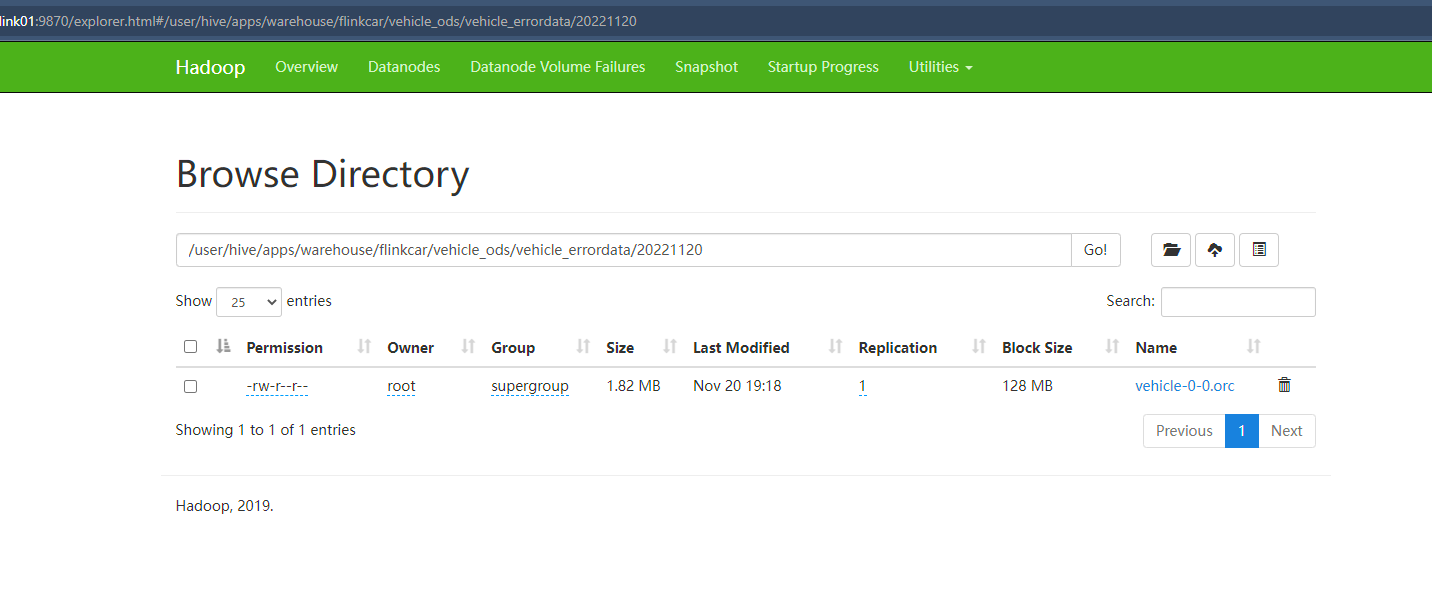 link01:9870/explorer.html#/user/hive/apps/warehouse/flinkcar/vehicle_ods/vehicle_errordata/20221120
Hadoop Overview Datanodes Datanode Volume Failures Snapshot Startup Progress Utilities
Browse Directory
/user/hive/apps/warehouse/flinkcar/vehicle_ods/vehicle_errordata/20221120 Go!
Show 25 entries Search:
Permission Owner Group Size Last Modified Replication Block Size Name
-rw-r--r-- root supergroup 1.82 MB Nov 20 19:18 1 128 MB vehicle-0-0.orc
Showing 1 to 1 of 1 entries Previous 1 Next
Hadoop, 2019.